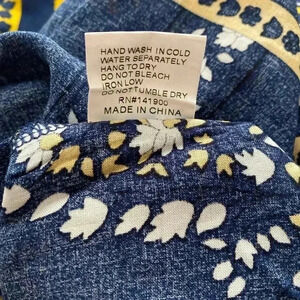 HAND WASH IN COLD
WATER SEPARATELY
HANG TO DRY
DO NOT BLEACH
IRON LOW
DO NOT TUMBLE DRY
RN#141900
MADE IN CHINA